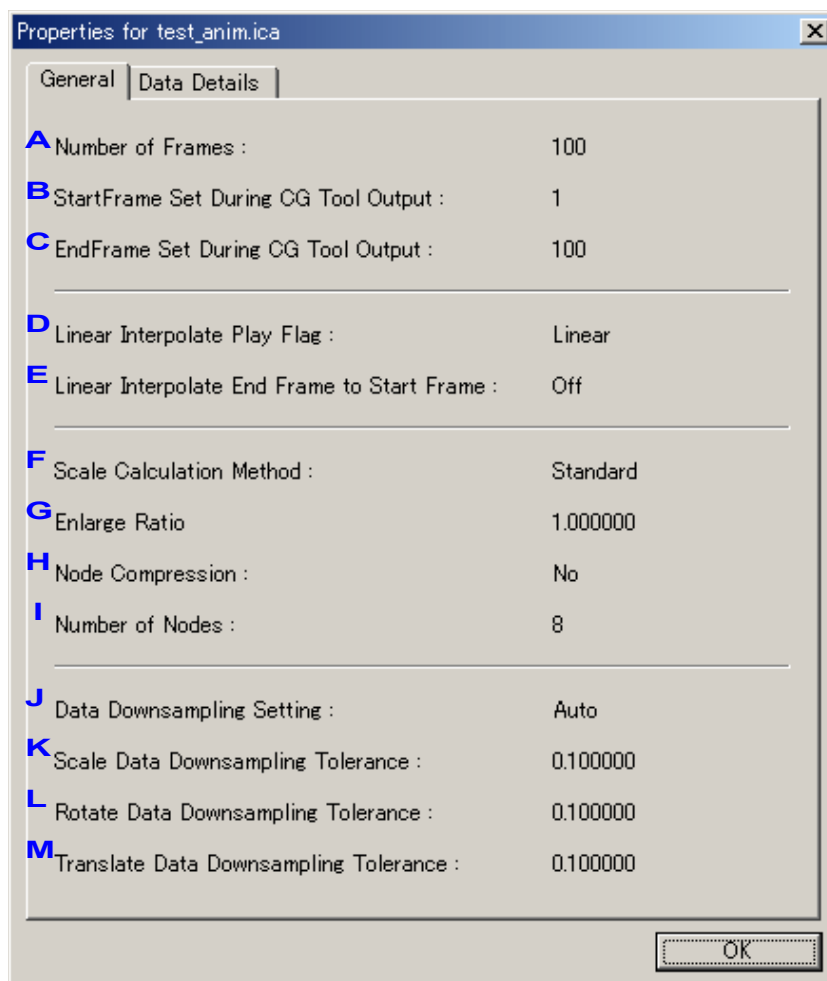 Properties for test_anim.ica
General Data Details
A Number of Frames : 100
B StartFrame Set During CG Tool Output : 1
C EndFrame Set During CG Tool Output : 100
D Linear Interpolate Play Flag : Linear
E Linear Interpolate End Frame to Start Frame : Off
F Scale Calculation Method : Standard
G Enlarge Ratio 1.000000
H Node Compression : No
I Number of Nodes : 8
J Data Downsampling Setting : Auto
K Scale Data Downsampling Tolerance : 0.100000
L Rotate Data Downsampling Tolerance : 0.100000
M Translate Data Downsampling Tolerance : 0.100000
OK